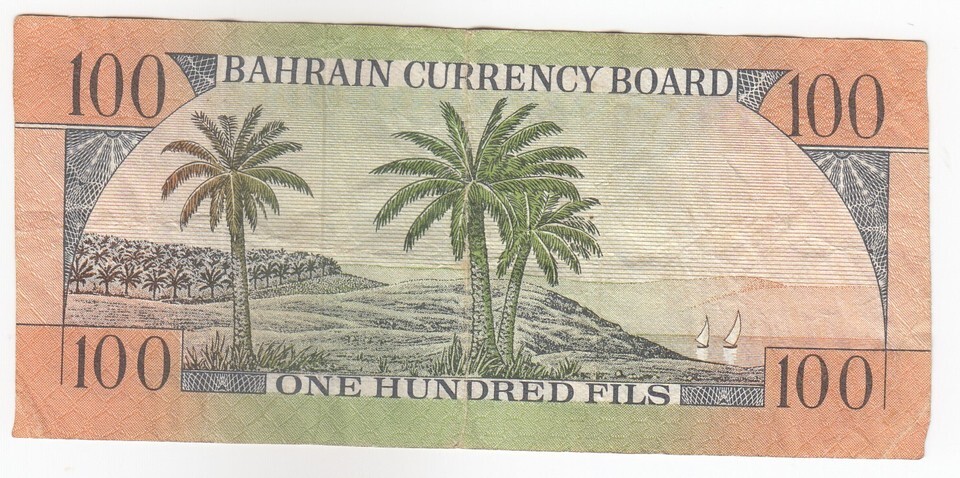 100 BAHRAIN CURRENCY BOARD 100
100 ONE HUNDRED FILS 100